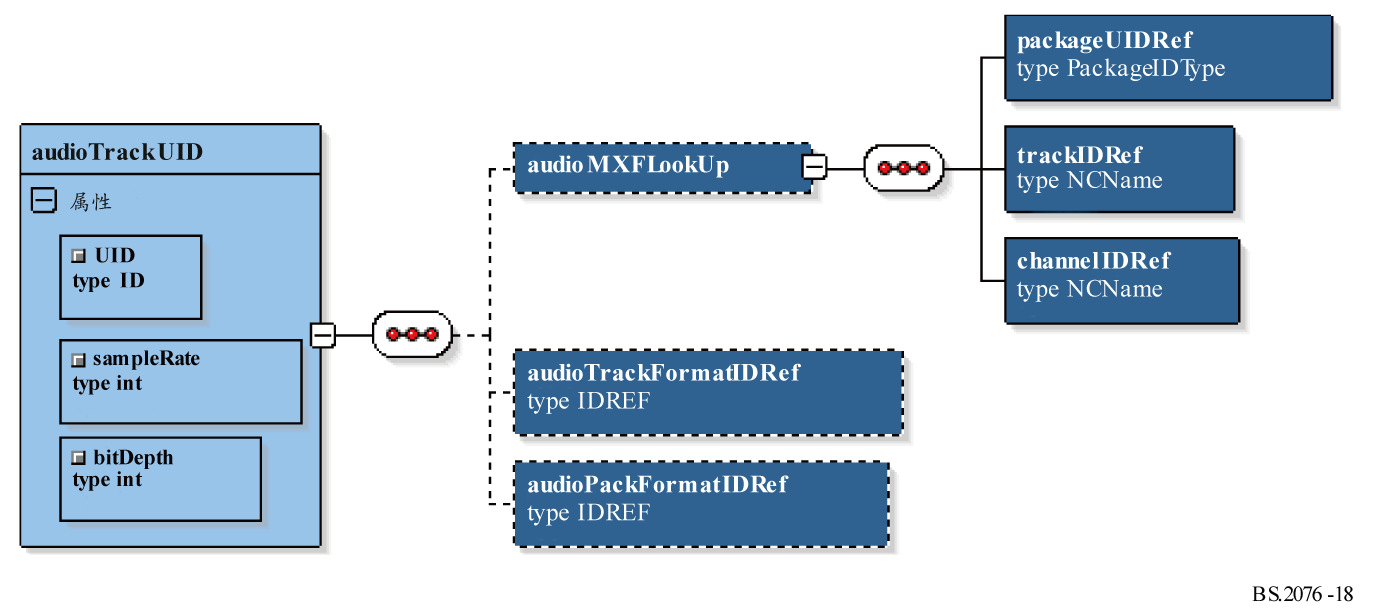 audioTrackUID
属性
UID
type ID
sampleRate
type int
bitDepth
type int
audioMXFLookUp
audioTrackFormatIDRef
type IDREF
audioPackFormatIDRef
type IDREF
packageUIDRef
type PackageIDType
trackIDRef
type NCName
channelIDRef
type NCName
BS.2076-18